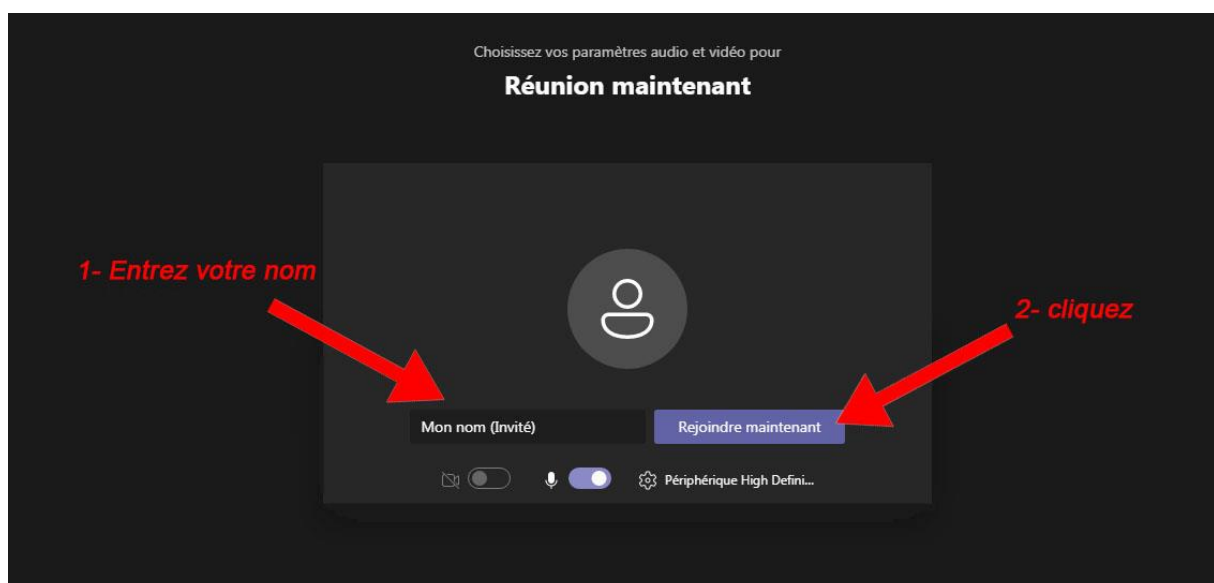 Choisissez vos paramètres audio et vidéo pour
Réunion maintenant
1- Entrez votre nom
2- cliquez
Mon nom (Invité)
Rejoindre maintenant
Périphérique High Defini...